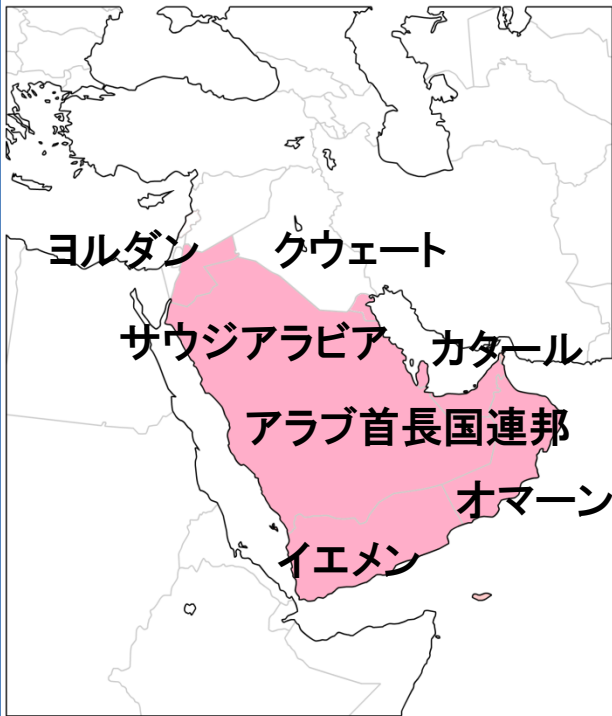 ヨルダン
クウェート
サウジアラビア
カタール
アラブ首長国連邦
オマーン
イエメン